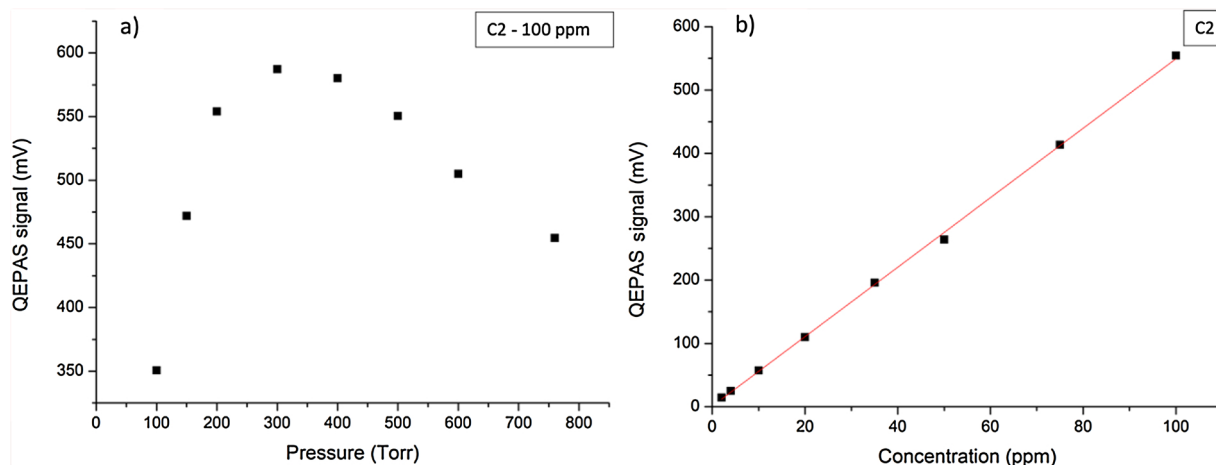 a)
C2 - 100 ppm
600
550
500
450
400
350
QEPAS signal (mV)
0 100 200 300 400 500 600 700 800
Pressure (Torr)
b)
C2
600
500
400
300
200
100
0
QEPAS signal (mV)
0 20 40 60 80 100
Concentration (ppm)